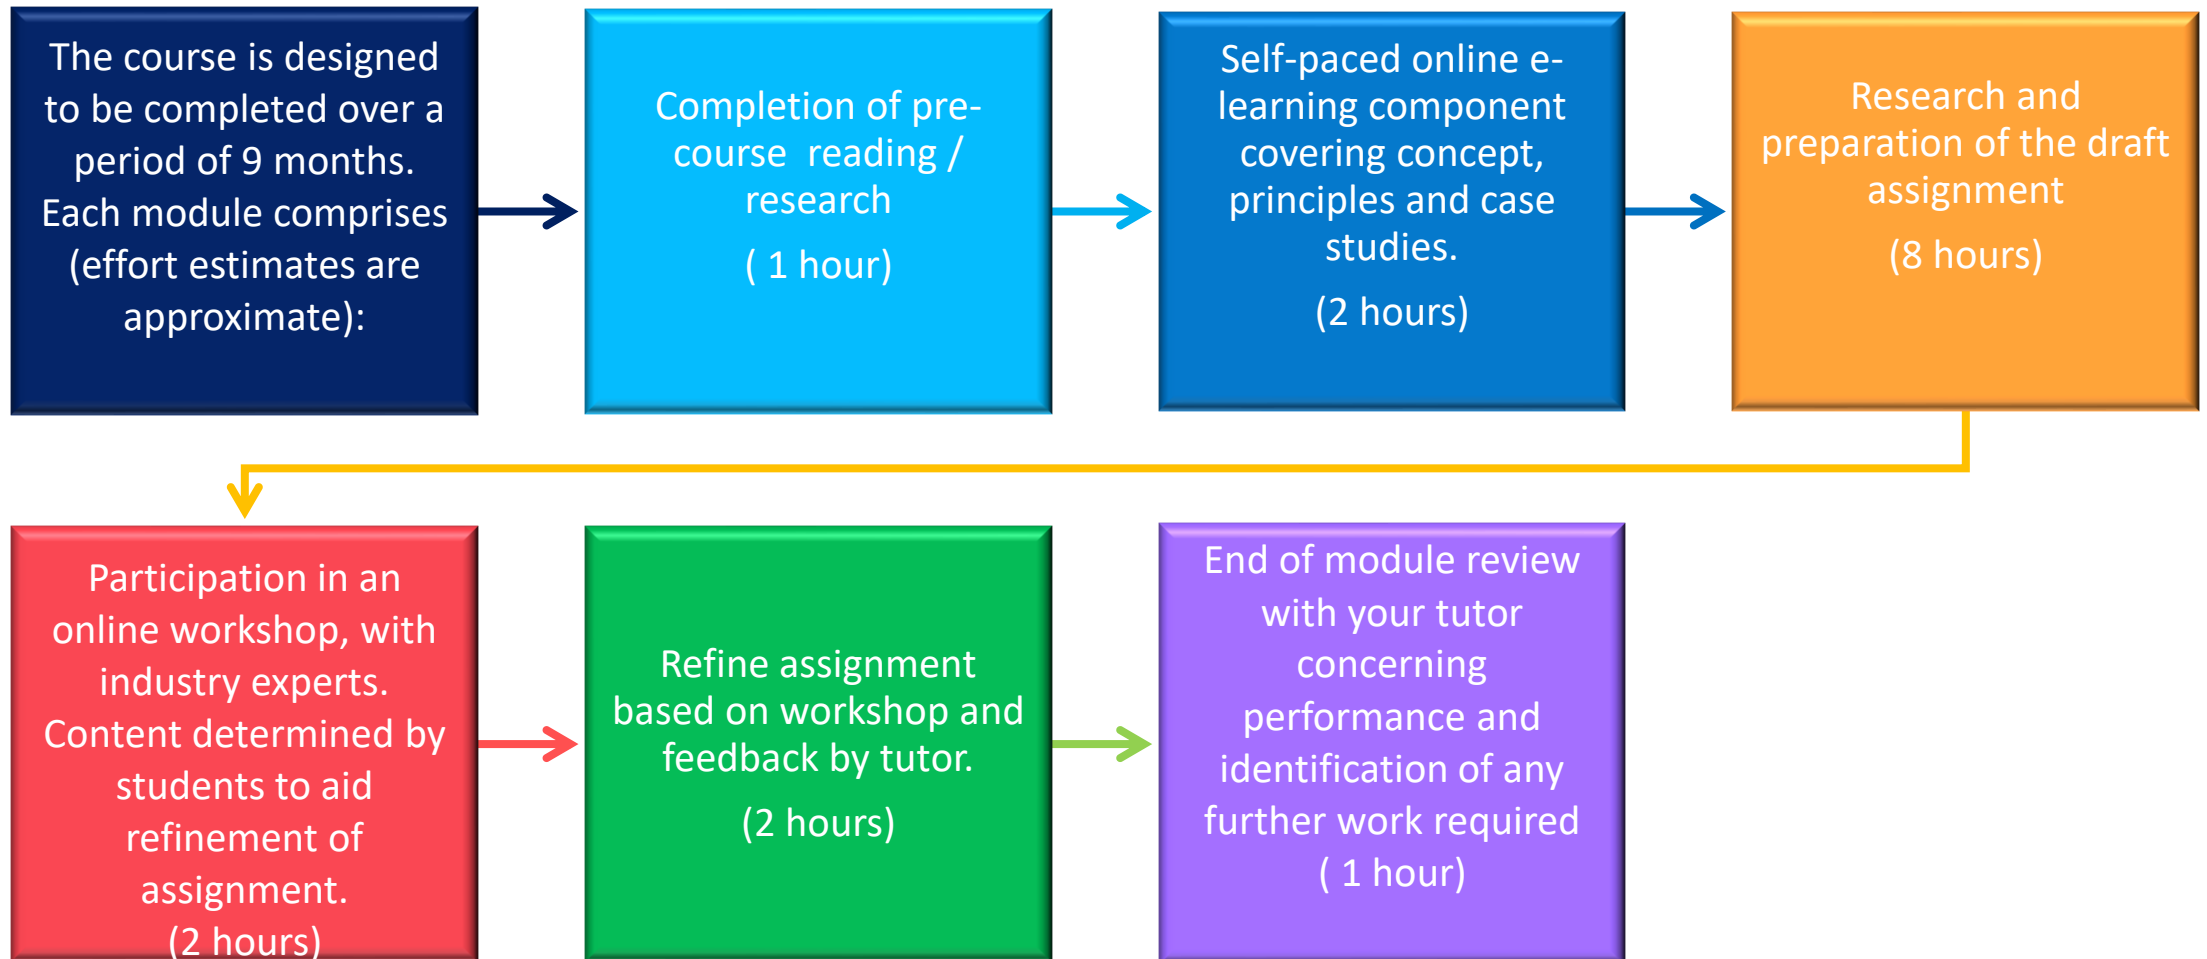 The course is designed
to be completed over a
period of 9 months.
Each module comprises
(effort estimates are
approximate):
Completion of pre-
course  reading /
research
( 1 hour)
Self-paced online e-
learning component
covering concept,
principles and case
studies.
(2 hours)
Research and
preparation of the draft
assignment
(8 hours)
Participation in an
online workshop, with
industry experts.
Content determined by
students to aid
refinement of
assignment.
(2 hours)
Refine assignment
based on workshop and
feedback by tutor.
(2 hours)
End of module review
with your tutor
concerning
performance and
identification of any
further work required
( 1 hour)